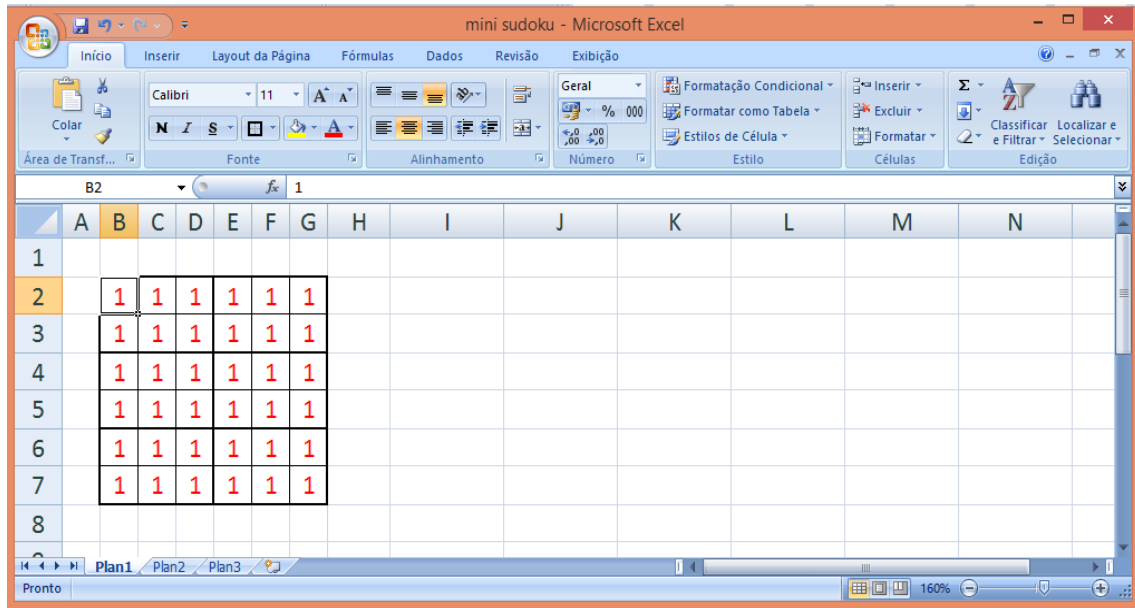 mini sudoku - Microsoft Excel
Início Inserir Layout da Página Fórmulas Dados Revisão Exibição
Colar
Área de Transf...
Calibri 11 A A
N I S A
Fonte
Alinhamento
Geral
% 000
,0 ,00 ,00 ,0
Número
Formatação Condicional
Formatar como Tabela
Estilos de Célula
Estilo
Inserir
Excluir
Formatar
Células
Σ
Classificar e Filtrar
Localizar e Selecionar
Edição
B2 fx 1
A B C D E F G H I J K L M N
1
2 1 1 1 1 1 1
3 1 1 1 1 1 1
4 1 1 1 1 1 1
5 1 1 1 1 1 1
6 1 1 1 1 1 1
7 1 1 1 1 1 1
8
Plan1 Plan2 Plan3
Pronto 160%